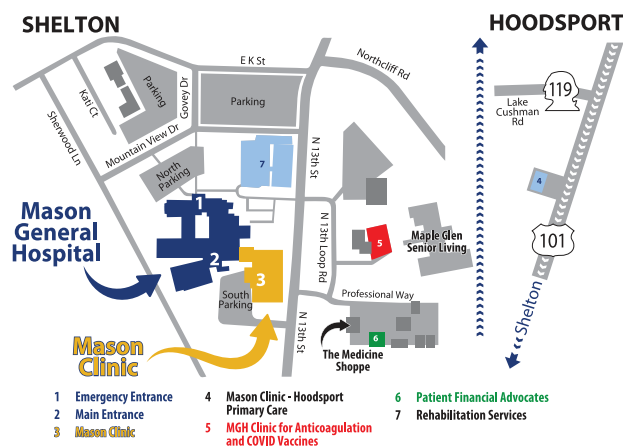 SHELTON
HOODSPORT
E K St
Northcliff Rd
Parking
Govey Dr
Kati Ct
Parking
119
Lake
Cushman
Rd
Sherwood Ln
Mountain View Dr
N 13th St
7
North
Parking
4
1
Mason
General
Hospital
N 13th Loop Rd
5
Maple Glen
Senior Living
101
2
3
South
Parking
Professional Way
N 13th St
Shelton
6
Mason
Clinic
The Medicine
Shoppe
1 Emergency Entrance
2 Main Entrance
3 Mason Clinic
4 Mason Clinic - Hoodsport
Primary Care
5 MGH Clinic for Anticoagulation
and COVID Vaccines
6 Patient Financial Advocates
7 Rehabilitation Services